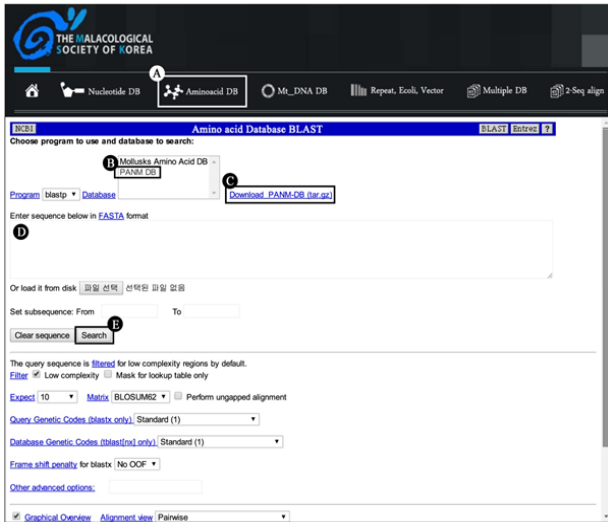 THE MALACOLOGICAL
SOCIETY OF KOREA
A
Nucleotide DB
Aminoacid DB
Mt_DNA DB
Repeat, Ecoli, Vector
Multiple DB
2-Seq align
NCBI
Amino acid Database BLAST
BLAST Entrez ?
Choose program to use and database to search:
B
Mollusks Amino Acid DB
PANM DB
C
Program blastp Database
Download PANM-DB (tar.gz)
Enter sequence below in FASTA format
D
Or load it from disk 파일 선택 선택된 파일 없음
Set subsequence: From To
E
Clear sequence Search
The query sequence is filtered for low complexity regions by default.
Filter Low complexity Mask for lookup table only
Expect 10 Matrix BLOSUM62 Perform ungapped alignment
Query Genetic Codes (blastx only) Standard (1)
Database Genetic Codes (tblast[nx] only) Standard (1)
Frame shift penalty for blastx No OOF
Other advanced options:
Graphical Overview Alignment view Pairwise